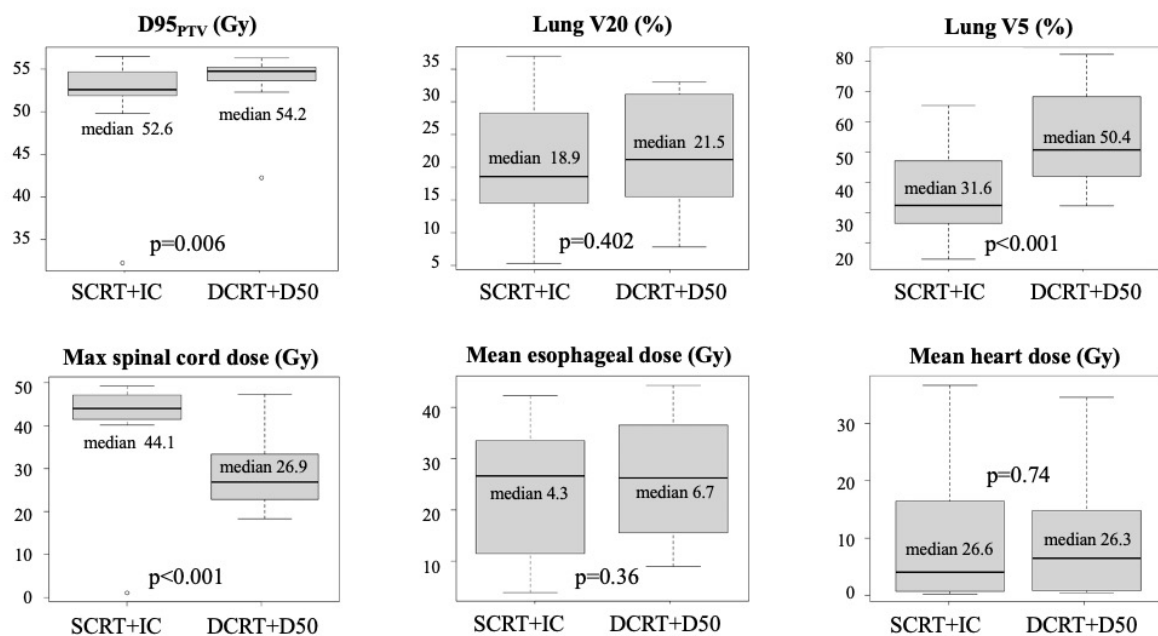 D95PTV (Gy)
55
50
45
40
35
median 52.6
median 54.2
p=0.006
SCRT+IC DCRT+D50
Lung V20 (%)
35
30
25
20
15
10
5
median 18.9
median 21.5
p=0.402
SCRT+IC DCRT+D50
Lung V5 (%)
80
70
60
50
40
30
20
median 31.6
median 50.4
p<0.001
SCRT+IC DCRT+D50
Max spinal cord dose (Gy)
50
40
30
20
10
0
median 44.1
median 26.9
p<0.001
SCRT+IC DCRT+D50
Mean esophageal dose (Gy)
40
30
20
10
median 4.3
median 6.7
p=0.36
SCRT+IC DCRT+D50
Mean heart dose (Gy)
30
20
10
0
p=0.74
median 26.6
median 26.3
SCRT+IC DCRT+D50